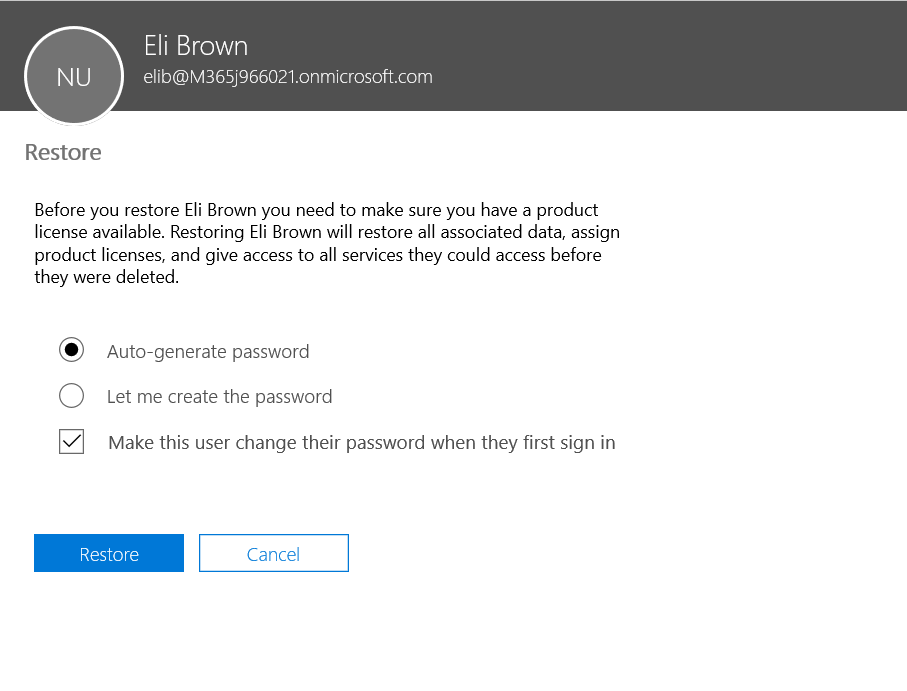 NU
Eli Brown
elib@M365j966021.onmicrosoft.com
Restore
Before you restore Eli Brown you need to make sure you have a product
license available. Restoring Eli Brown will restore all associated data, assign
product licenses, and give access to all services they could access before
they were deleted.
Auto-generate password
Let me create the password
Make this user change their password when they first sign in
Restore
Cancel